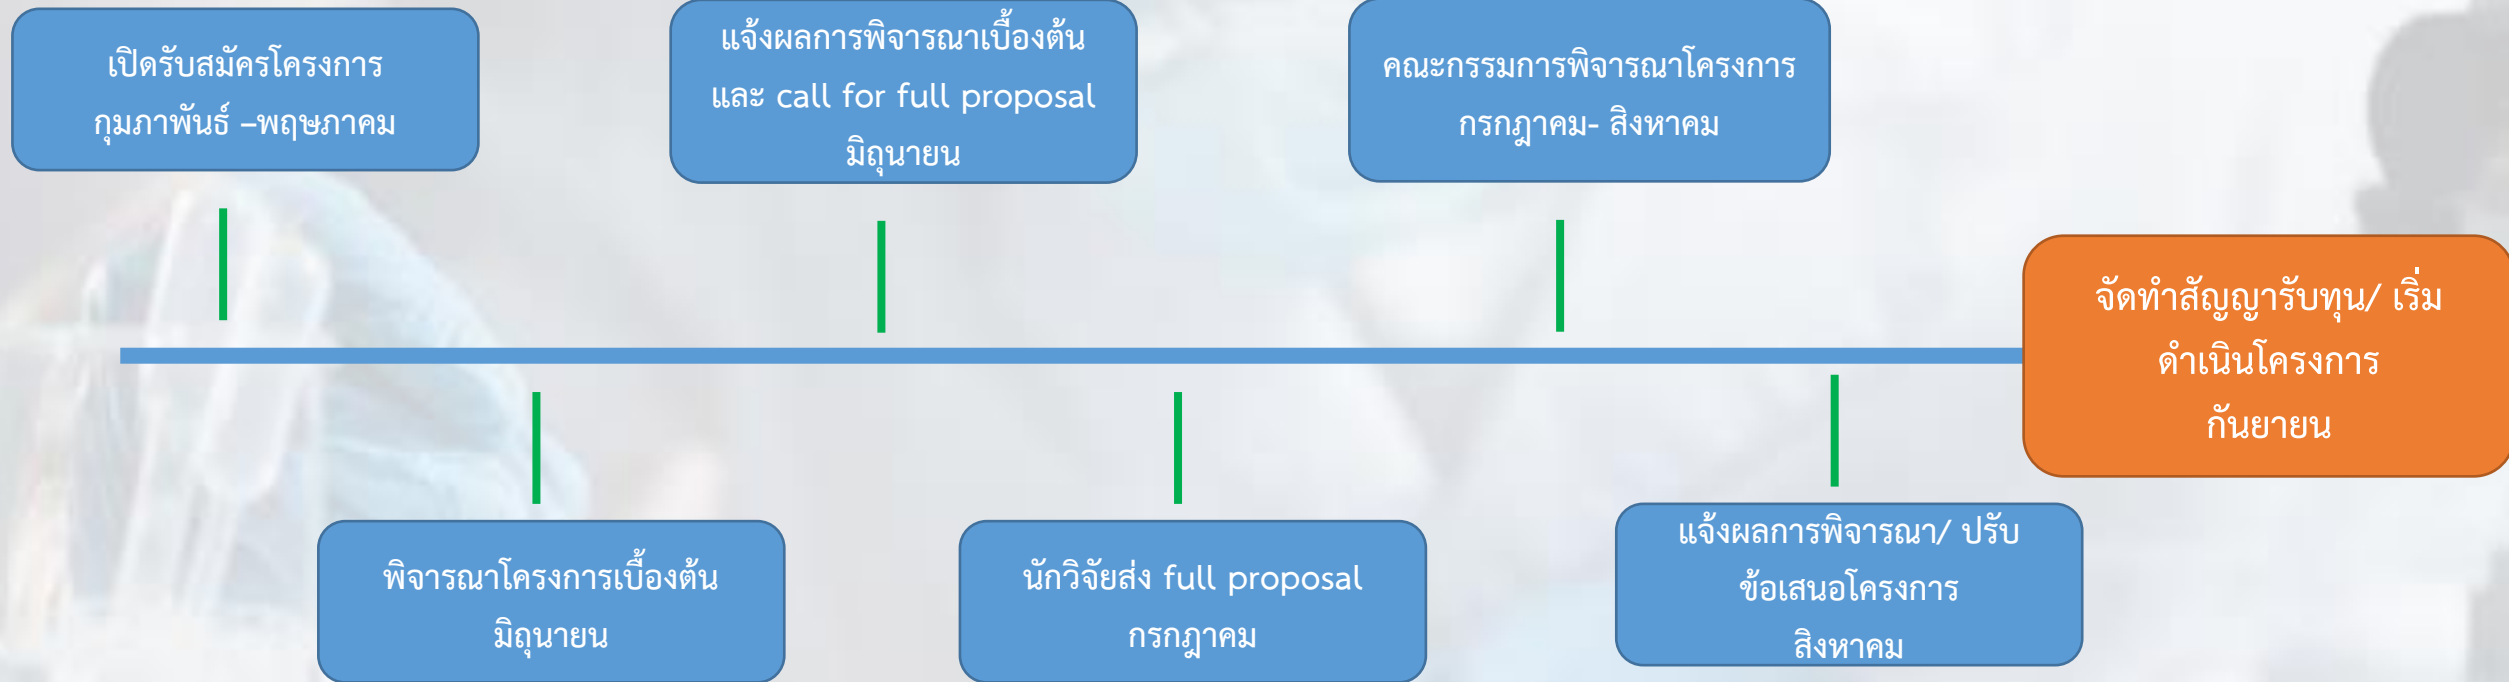 เปิดรับสมัครโครงการ
กุมภาพันธ์ –พฤษภาคม
แจ้งผลการพิจารณาเบื้องต้น
และ call for full proposal
มิถุนายน
คณะกรรมการพิจารณาโครงการ
กรกฎาคม- สิงหาคม
จัดทำสัญญารับทุน/ เริ่ม
ดำเนินโครงการ
กันยายน
พิจารณาโครงการเบื้องต้น
มิถุนายน
นักวิจัยส่ง full proposal
กรกฎาคม
แจ้งผลการพิจารณา/ ปรับ
ข้อเสนอโครงการ
สิงหาคม